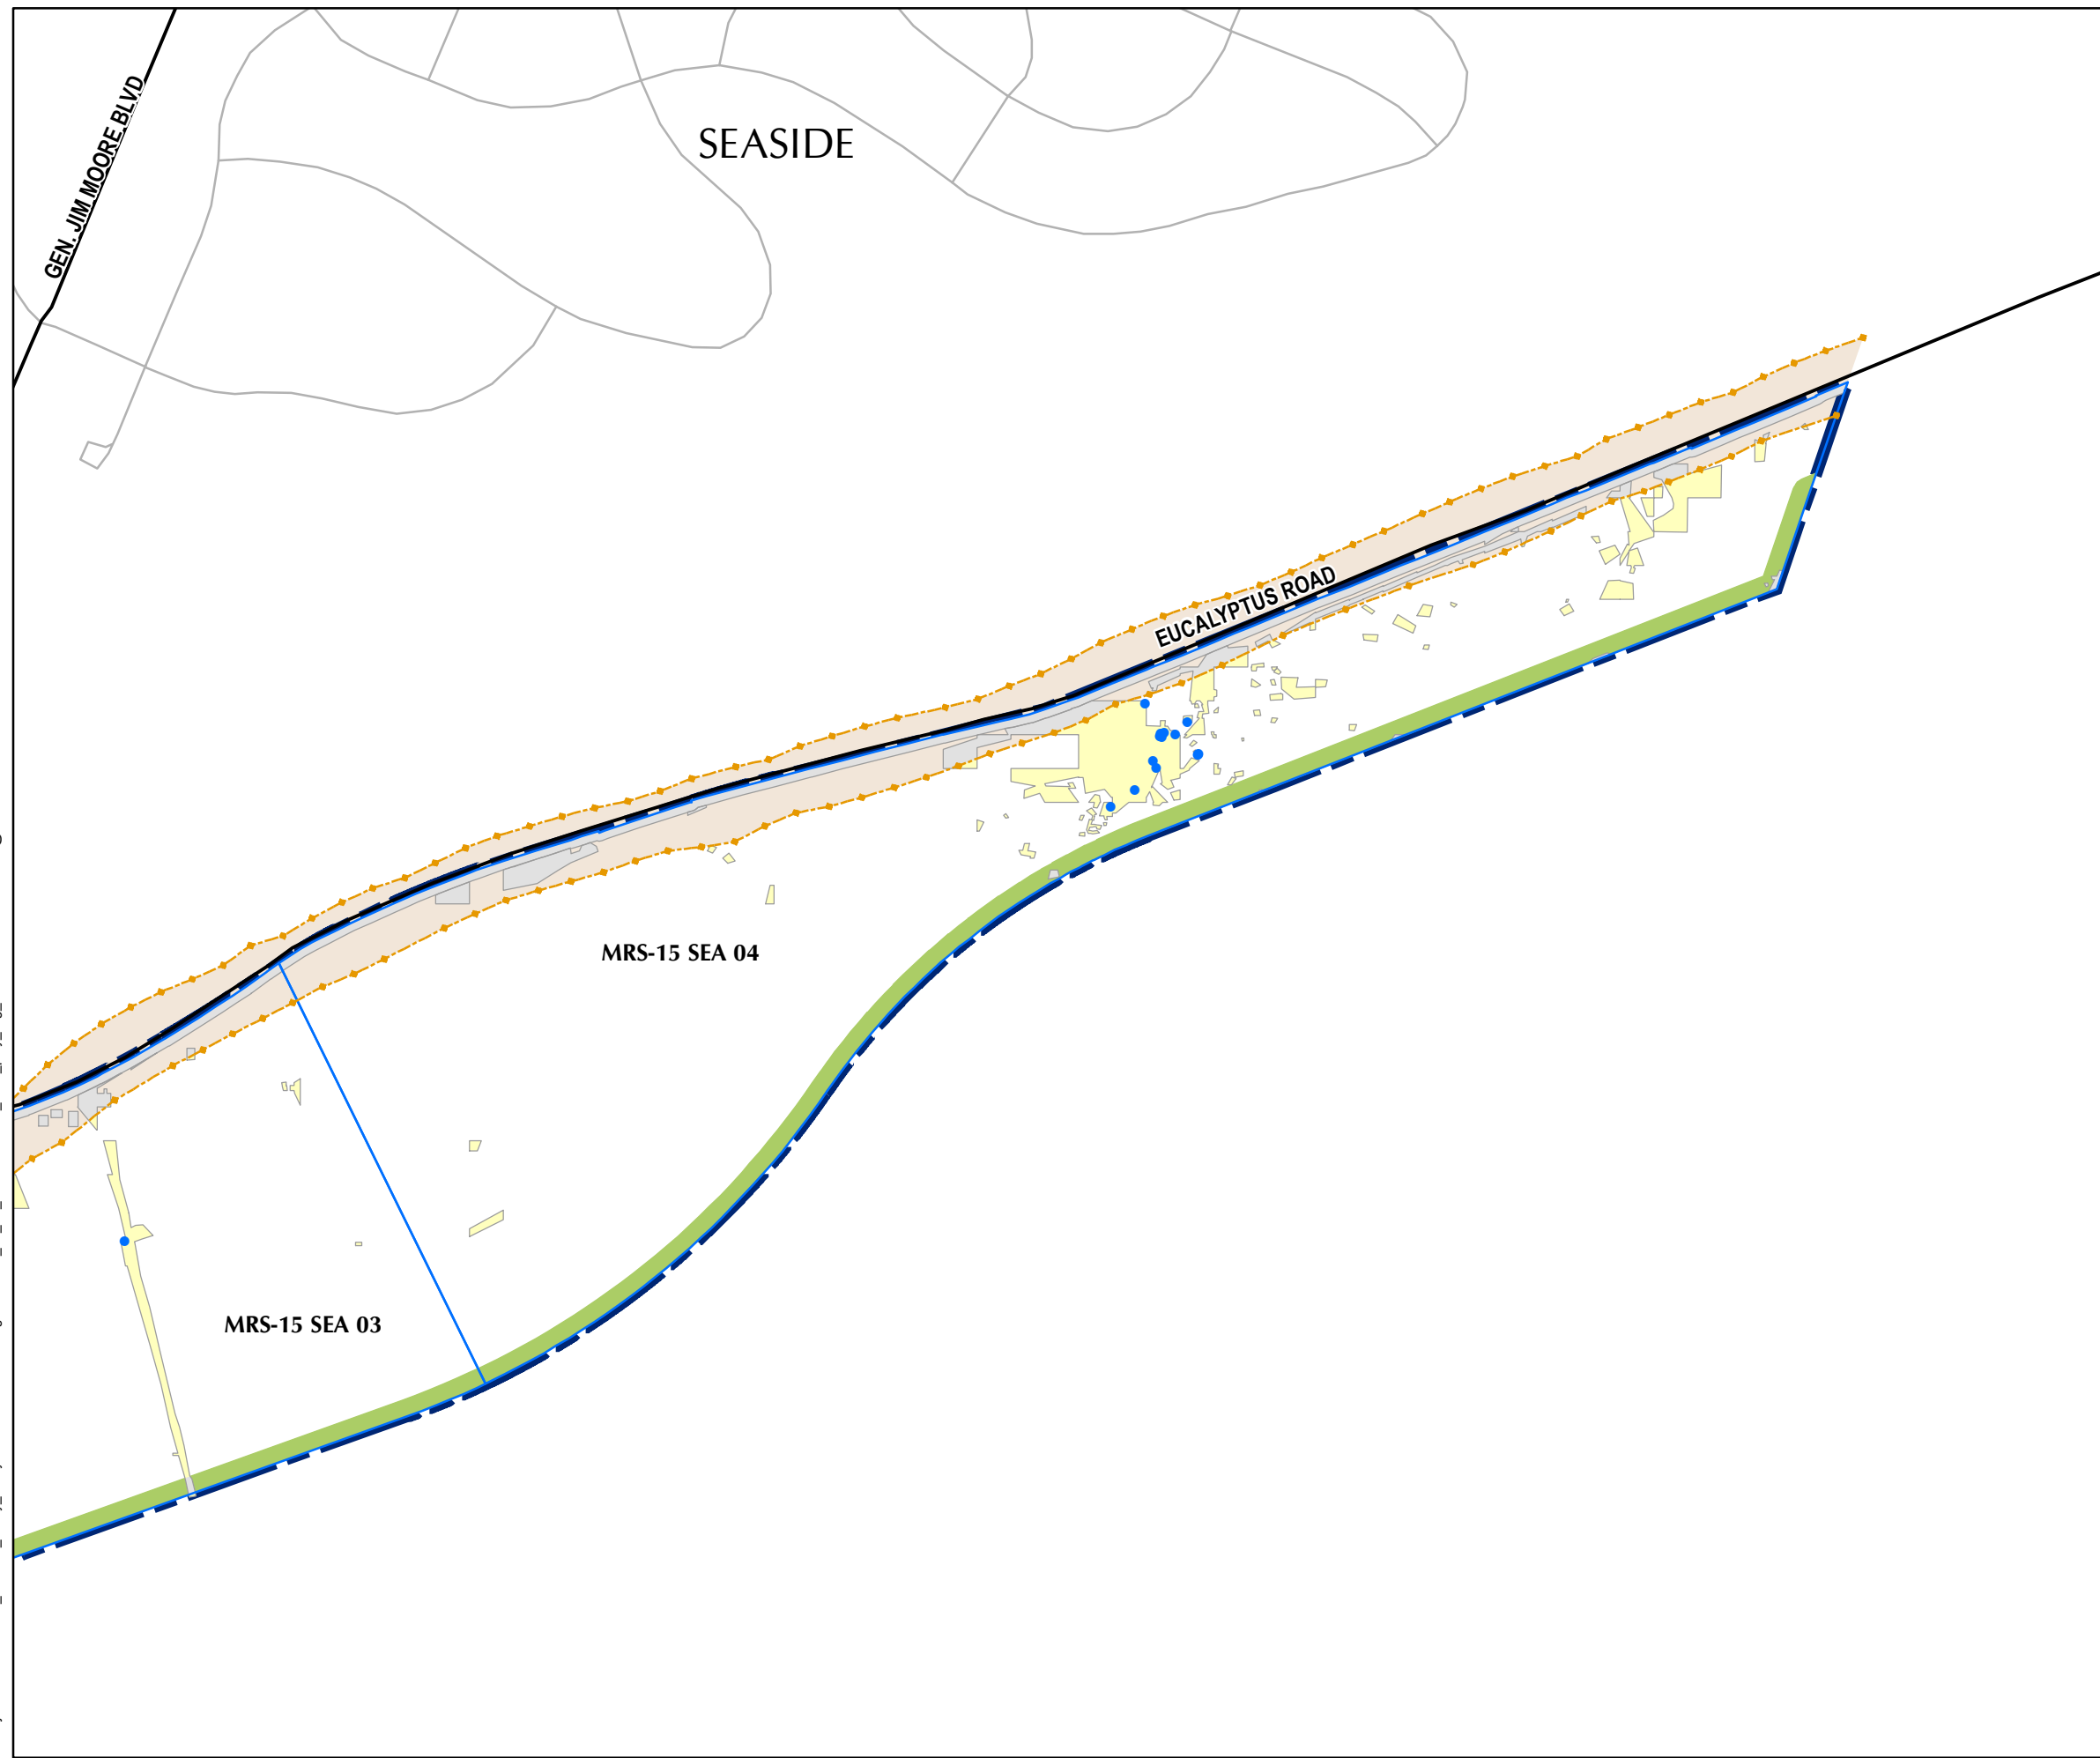 GEN. JIM MOORE BLVD
SEASIDE
EUCALYPTUS ROAD
MRS-15 SEA 04
MRS-15 SEA 03